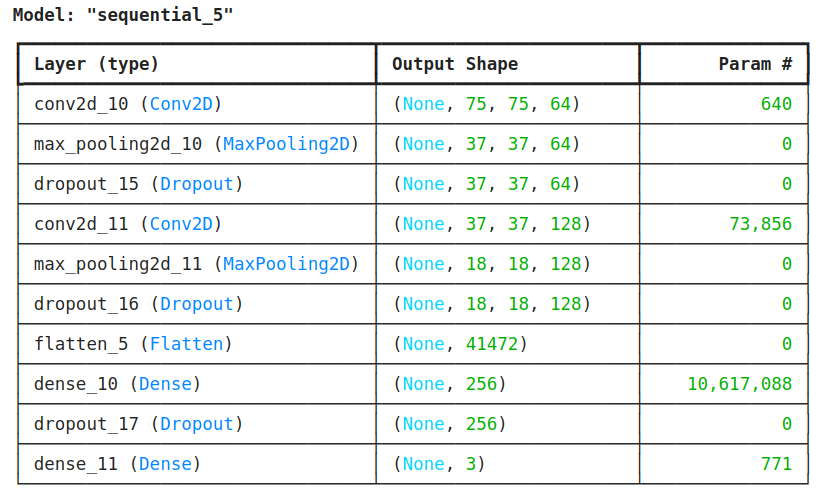 Model: "sequential_5"
Layer (type) Output Shape Param #
conv2d_10 (Conv2D) (None, 75, 75, 64) 640
max_pooling2d_10 (MaxPooling2D) (None, 37, 37, 64) 0
dropout_15 (Dropout) (None, 37, 37, 64) 0
conv2d_11 (Conv2D) (None, 37, 37, 128) 73,856
max_pooling2d_11 (MaxPooling2D) (None, 18, 18, 128) 0
dropout_16 (Dropout) (None, 18, 18, 128) 0
flatten_5 (Flatten) (None, 41472) 0
dense_10 (Dense) (None, 256) 10,617,088
dropout_17 (Dropout) (None, 256) 0
dense_11 (Dense) (None, 3) 771